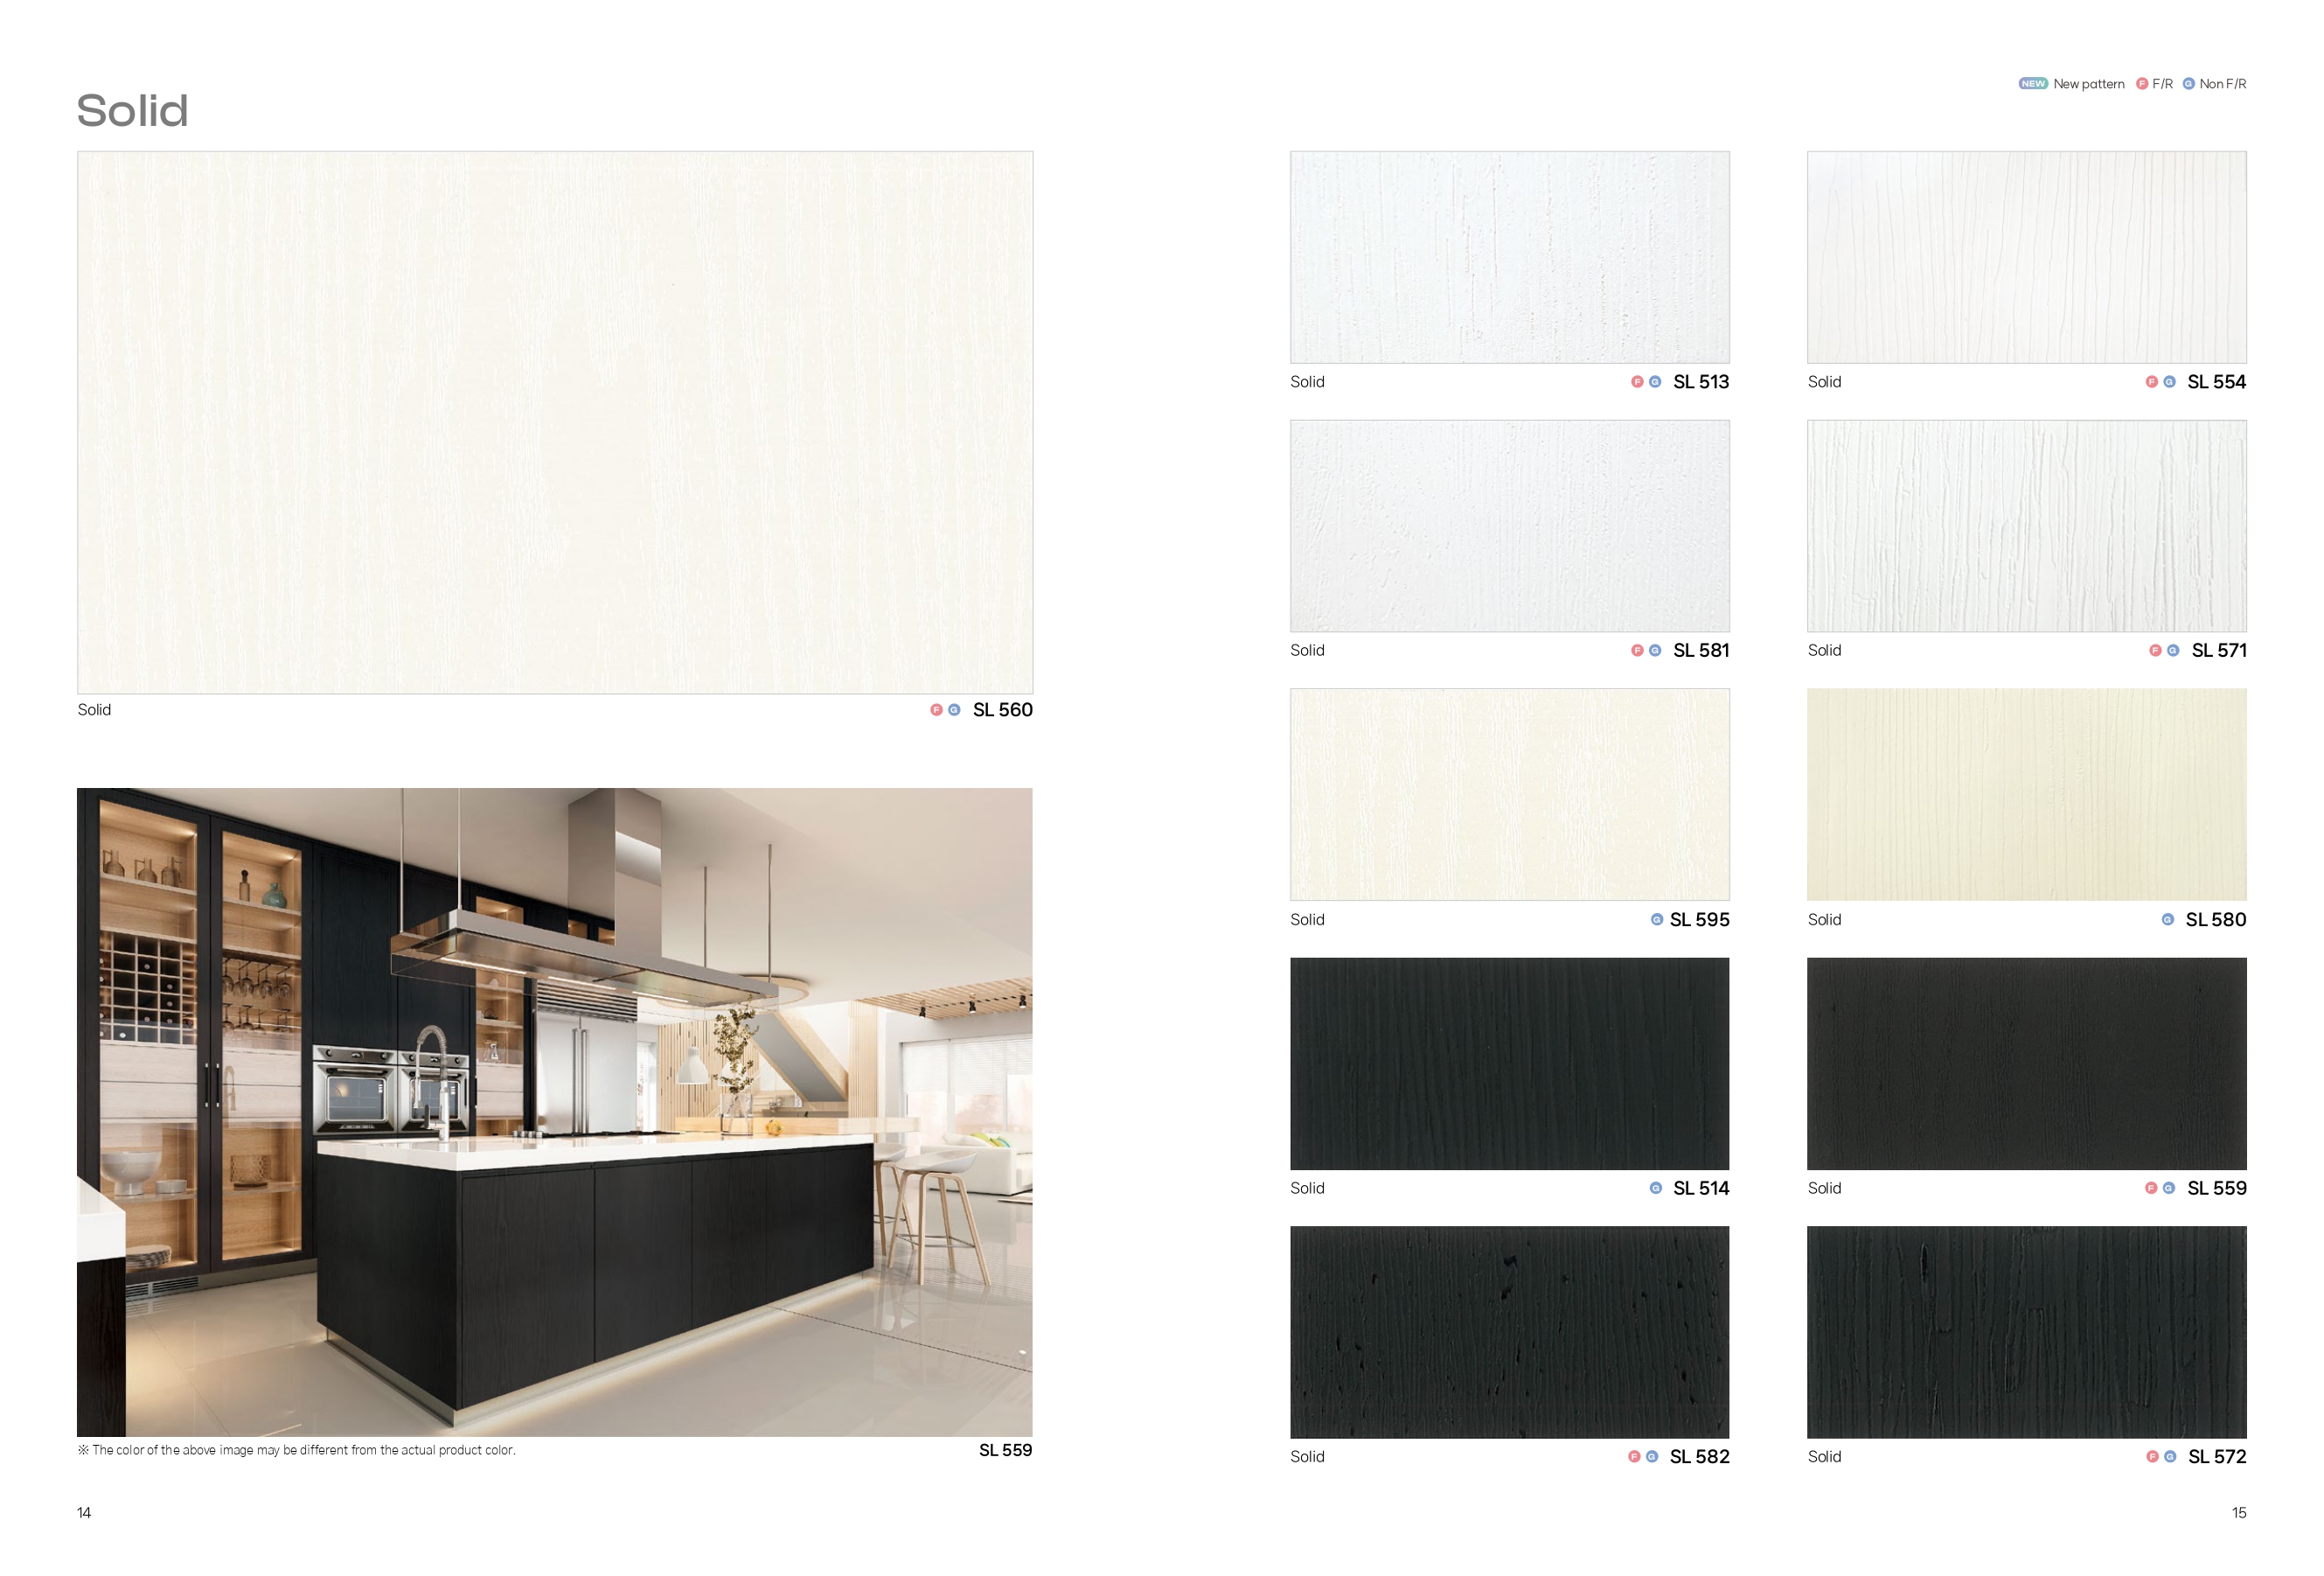 Solid
NEW New pattern F F/R G Non F/R
Solid F G SL 560
※ The color of the above image may be different from the actual product color. SL 559
14
Solid F G SL 513
Solid F G SL 554
Solid F G SL 581
Solid F G SL 571
Solid G SL 595
Solid G SL 580
Solid G SL 514
Solid F G SL 559
Solid F G SL 582
Solid F G SL 572
15